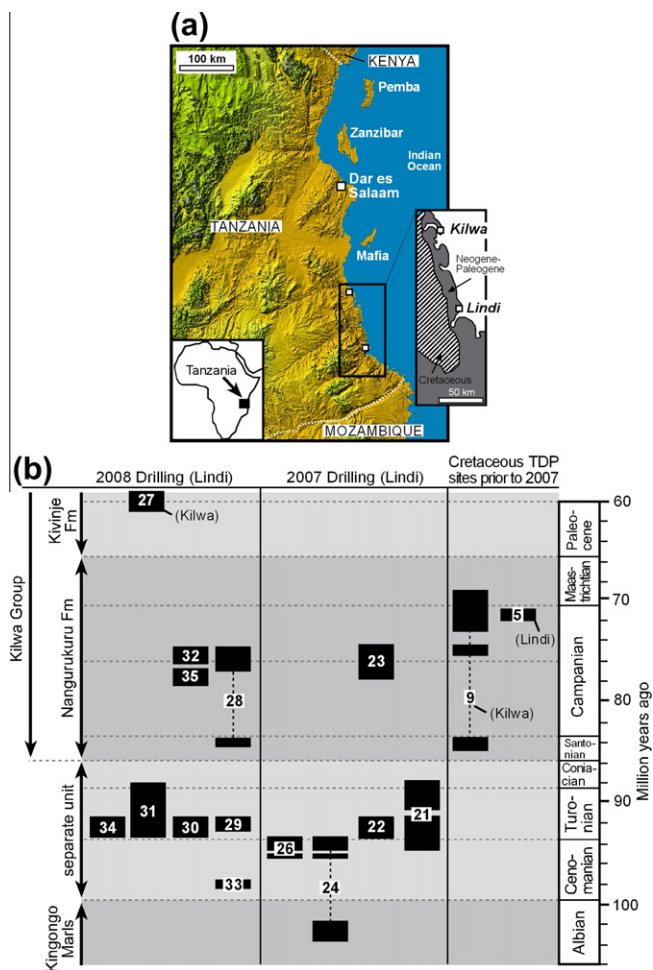 (a)
100 km
KENYA
Pemba
Zanzibar
Indian
Ocean
Dar es
Salaam
TANZANIA
Mafia
Kilwa
Neogene-
Paleogene
Lindi
Cretaceous
50 km
Tanzania
MOZAMBIQUE
(b)
2008 Drilling (Lindi)
2007 Drilling (Lindi)
Cretaceous TDP
sites prior to 2007
Kilwa Group
Kivinje
Fm
Nangurukuru Fm
separate unit
Kingongo
Marls
27
(Kilwa)
32
35
28
23
5
(Lindi)
9
(Kilwa)
34
31
30
29
33
26
24
22
21
Paleo-
cene
Maas-
trichtian
Campanian
Santo-
nian
Conia-
cian
Turo-
nian
Ceno-
manian
Albian
60
70
80
90
100
Million years ago